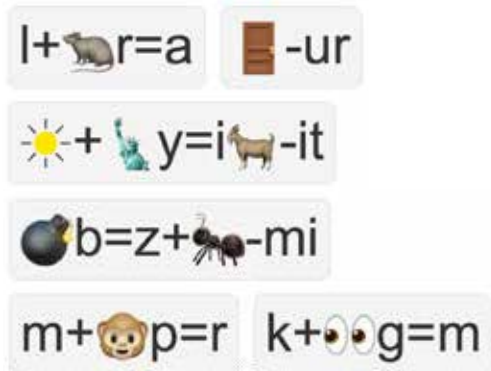 l+🐀r=a 🚪-ur
☀️+🗽y=i🐐-it
💣b=z+🐜-mi
m+🐵p=r k+👀g=m